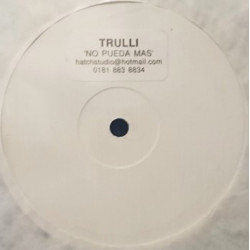 TRULLI
'NO PUEDA MAS'
hatchstudio@hotmail.com
0181 883 8834